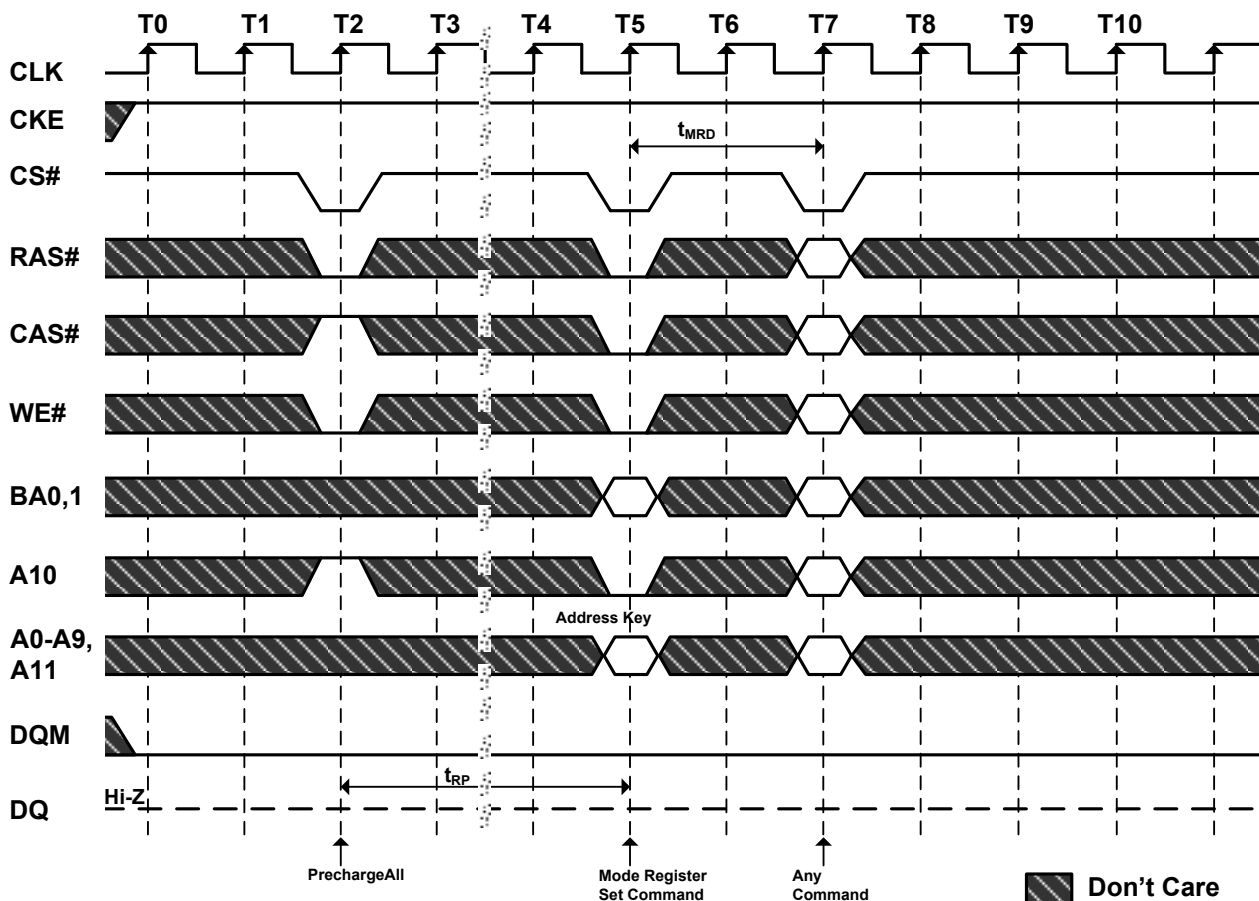 T0 T1 T2 T3 T4 T5 T6 T7 T8 T9 T10
CLK
CKE
tMRD
CS#
RAS#
CAS#
WE#
BA0,1
A10
Address Key
A0-A9,
A11
DQM
tRP
Hi-Z
DQ
PrechargeAll
Mode Register
Set Command
Any
Command
Don't Care